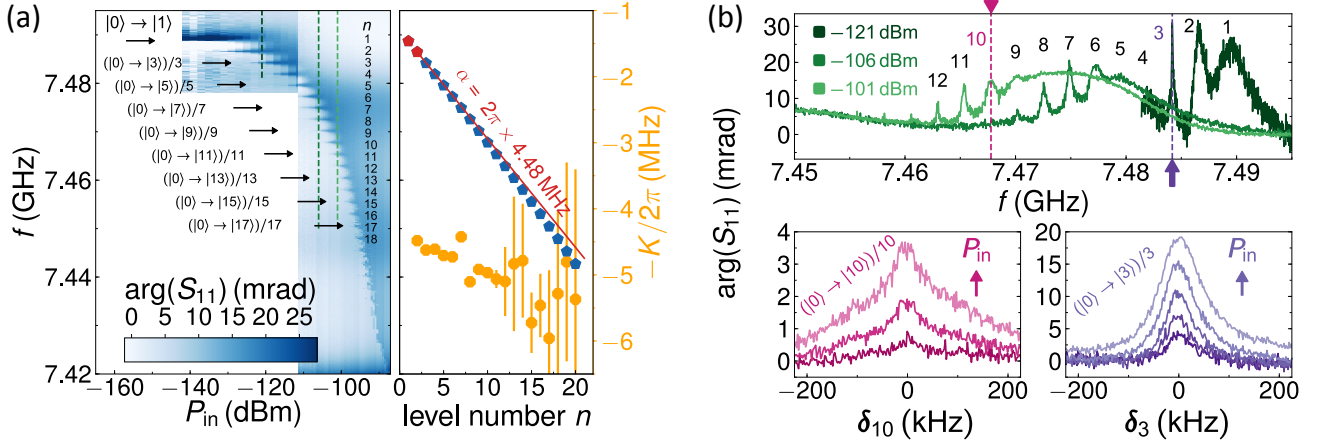 (a)
|0⟩ → |1⟩
(|0⟩ → |3⟩)/3
(|0⟩ → |5⟩)/5
(|0⟩ → |7⟩)/7
(|0⟩ → |9⟩)/9
(|0⟩ → |11⟩)/11
(|0⟩ → |13⟩)/13
(|0⟩ → |15⟩)/15
(|0⟩ → |17⟩)/17
n
1
2
3
4
5
6
7
8
9
10
11
12
13
14
15
16
17
18
f (GHz)
7.48
7.46
7.44
7.42
arg(S11) (mrad)
0 5 10 15 20 25
−160 −140 −120 −100
Pin (dBm)
α = 2π × 4.48 MHz
0 5 10 15 20
level number n
−1
−2
−3
−4
−5
−6
−K/2π (MHz)
(b)
−121 dBm
−106 dBm
−101 dBm
12 11 10 9 8 7 6 5 4 3 2 1
30
20
10
0
7.45 7.46 7.47 7.48 7.49
f (GHz)
arg(S11) (mrad)
(|0⟩ → |10⟩)/10
Pin
4
3
2
1
0
−200 0 200
δ10 (kHz)
(|0⟩ → |3⟩)/3
Pin
20
15
10
5
0
−200 0 200
δ3 (kHz)